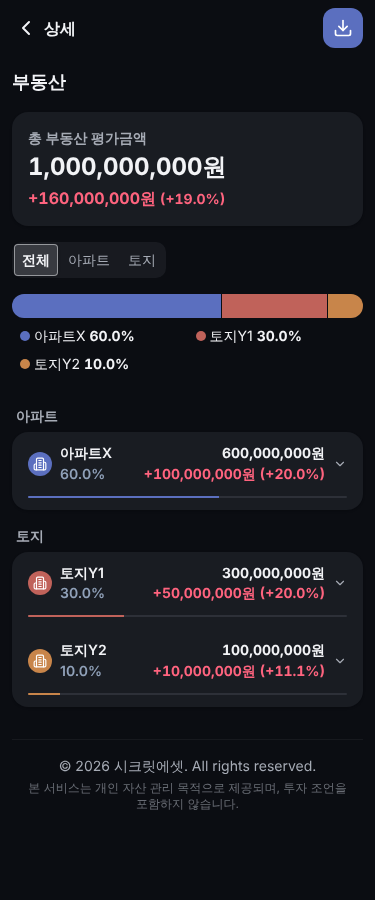 상세
부동산
총 부동산 평가금액
1,000,000,000원
+160,000,000원 (+19.0%)
전체 아파트 토지
아파트X 60.0% 토지Y1 30.0%
토지Y2 10.0%
아파트
아파트X 600,000,000원
60.0% +100,000,000원 (+20.0%)
토지
토지Y1 300,000,000원
30.0% +50,000,000원 (+20.0%)
토지Y2 100,000,000원
10.0% +10,000,000원 (+11.1%)
© 2026 시크릿에셋. All rights reserved.
본 서비스는 개인 자산 관리 목적으로 제공되며, 투자 조언을
포함하지 않습니다.